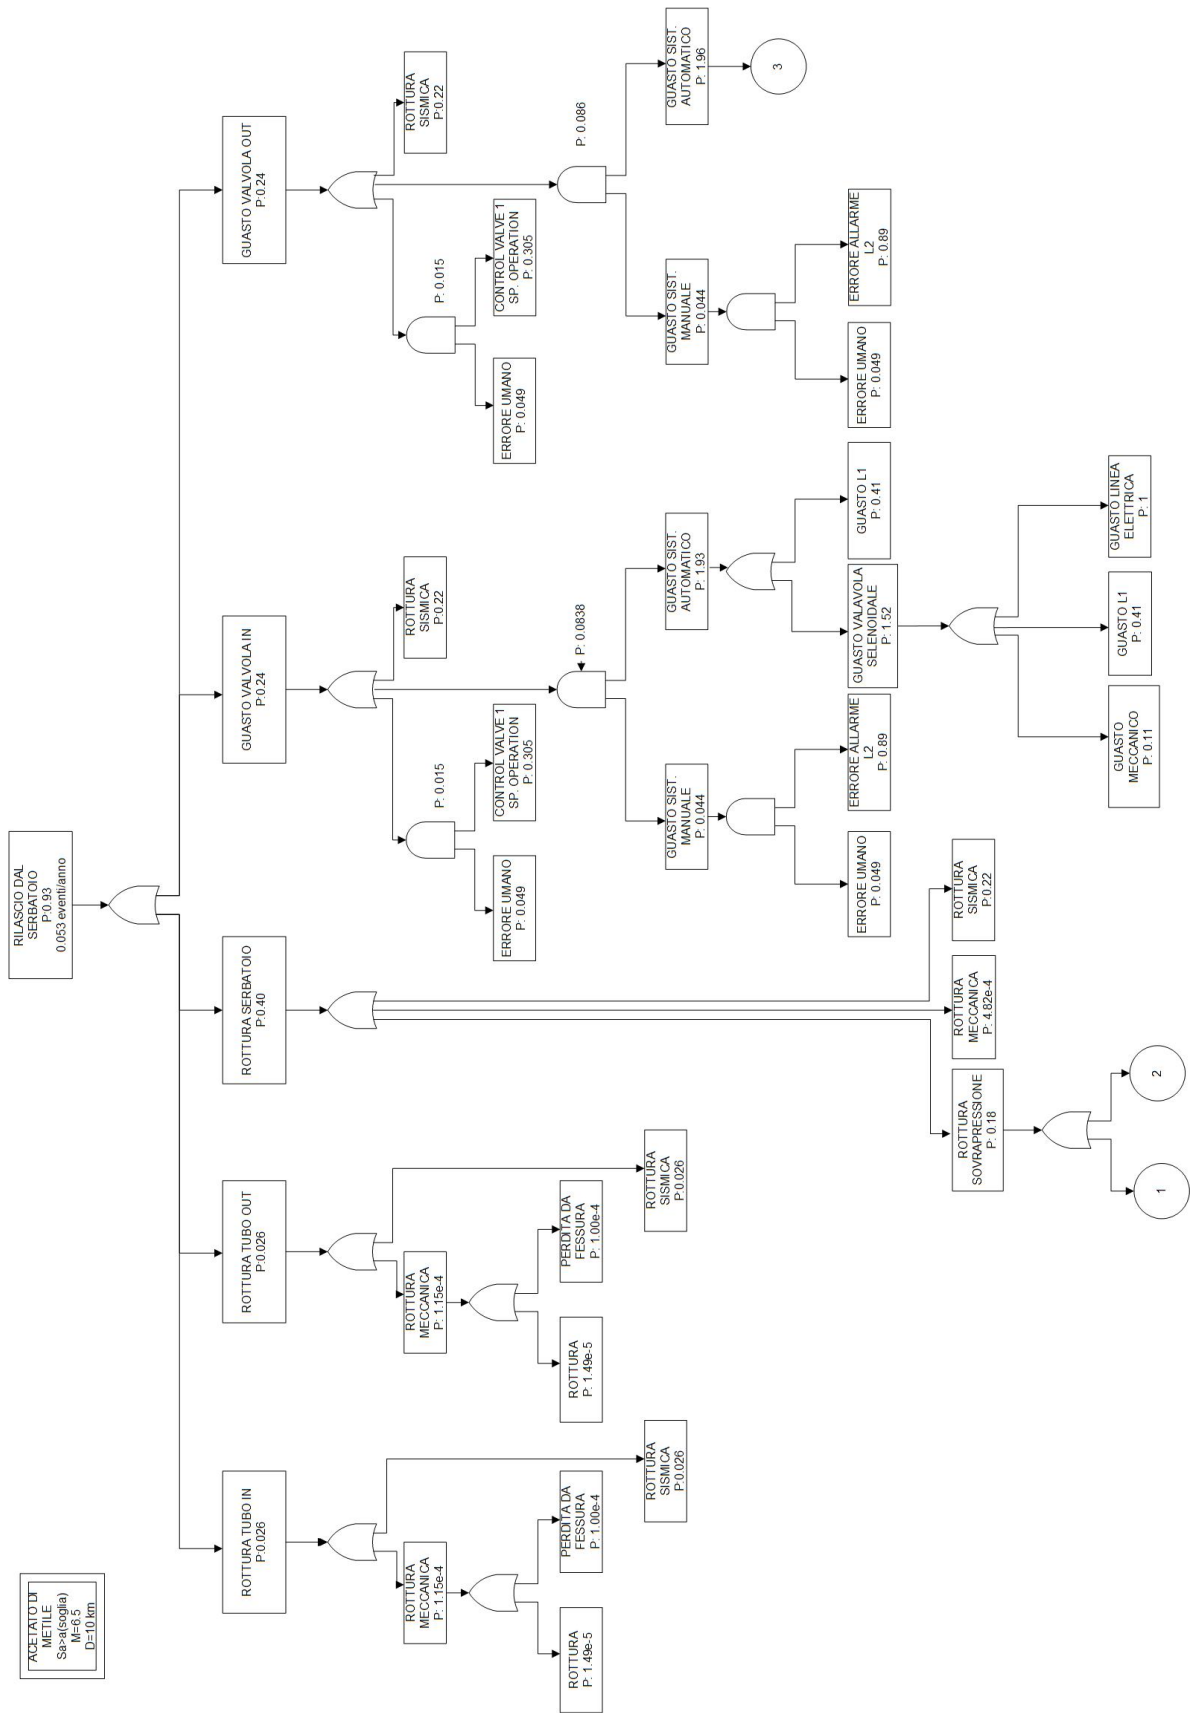 ACETATO DI
METILE
Sa>a(soglia)
M=6.5
D=10 km
RILASCIO DAL
SERBATOIO
P:0.93
0.053 eventi/anno
ROTTURA TUBO IN
P:0.026
ROTTURA TUBO OUT
P:0.026
ROTTURA SERBATOIO
P:0.40
GUASTO VALVOLA IN
P:0.24
GUASTO VALVOLA OUT
P:0.24
ROTTURA
MECCANICA
P: 1.15e-4
ROTTURA
MECCANICA
P: 1.15e-4
P: 0.015
ROTTURA
SISMICA
P:0.22
P: 0.015
ROTTURA
SISMICA
P:0.22
ERRORE UMANO
P: 0.049
CONTROL VALVE 1
SP. OPERATION
P: 0.305
ERRORE UMANO
P: 0.049
CONTROL VALVE 1
SP. OPERATION
P: 0.305
ROTTURA
P: 1.49e-5
PERDITA DA
FESSURA
P: 1.00e-4
ROTTURA
P: 1.49e-5
PERDITA DA
FESSURA
P: 1.00e-4
P: 0.0838
P: 0.086
ROTTURA
SISMICA
P:0.026
ROTTURA
SISMICA
P:0.026
GUASTO SIST.
MANUALE
P: 0.044
GUASTO SIST.
AUTOMATICO
P: 1.93
GUASTO SIST.
MANUALE
P: 0.044
GUASTO SIST.
AUTOMATICO
P: 1.96
3
ERRORE UMANO
P: 0.049
ERRORE ALLARME
L2
P: 0.89
GUASTO VALAVOLA
SELENOIDALE
P: 1.52
GUASTO L1
P: 0.41
ERRORE UMANO
P: 0.049
ERRORE ALLARME
L2
P: 0.89
ROTTURA
SOVRAPRESSIONE
P: 0.18
ROTTURA
MECCANICA
P: 4.82e-4
ROTTURA
SISMICA
P:0.22
1
2
GUASTO
MECCANICO
P: 0.11
GUASTO L1
P: 0.41
GUASTO LINEA
ELETTRICA
P: 1